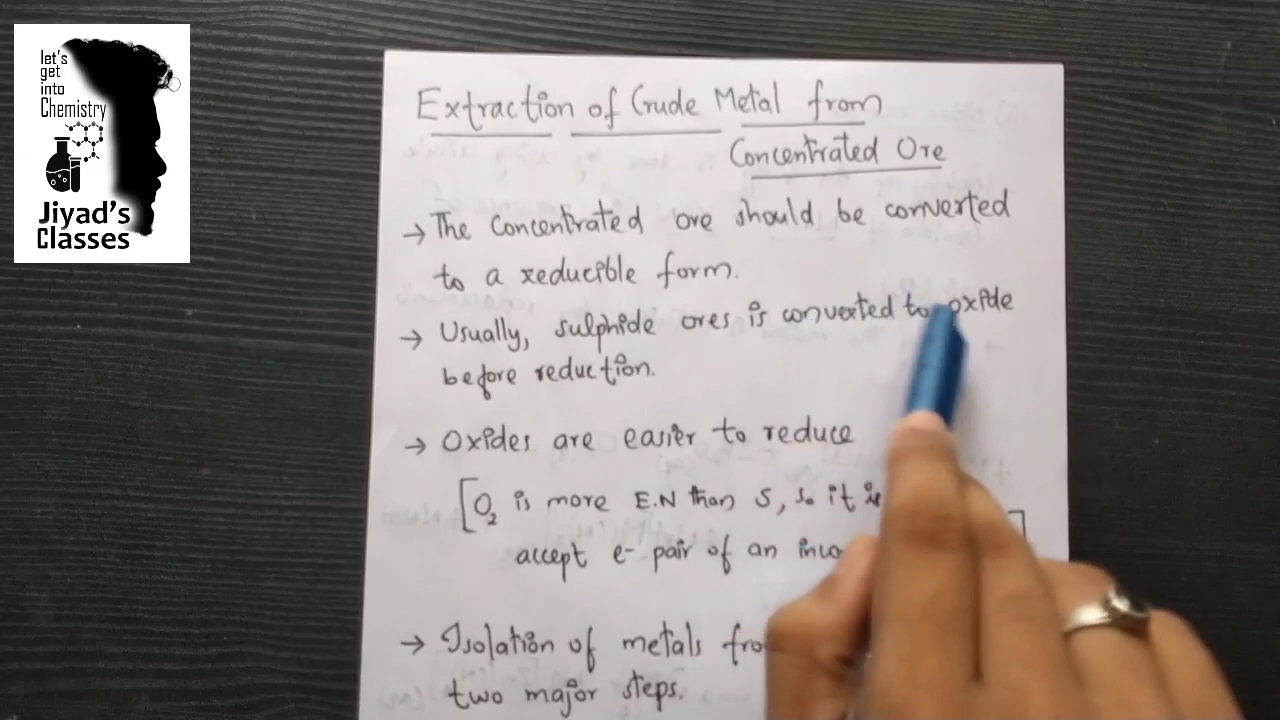 let's
get
into
Chemistry
Jiyad's
Classes
Extraction of Crude Metal from
Concentrated Ore
→ The Concentrated ore should be converted
to a reducible form.
→ Usually, sulphide ores is converted to oxide
before reduction.
→ Oxides are easier to reduce
[O₂ is more E.N than S, so it is
accept e- pair of an ]
→ Isolation of metals
two major steps.